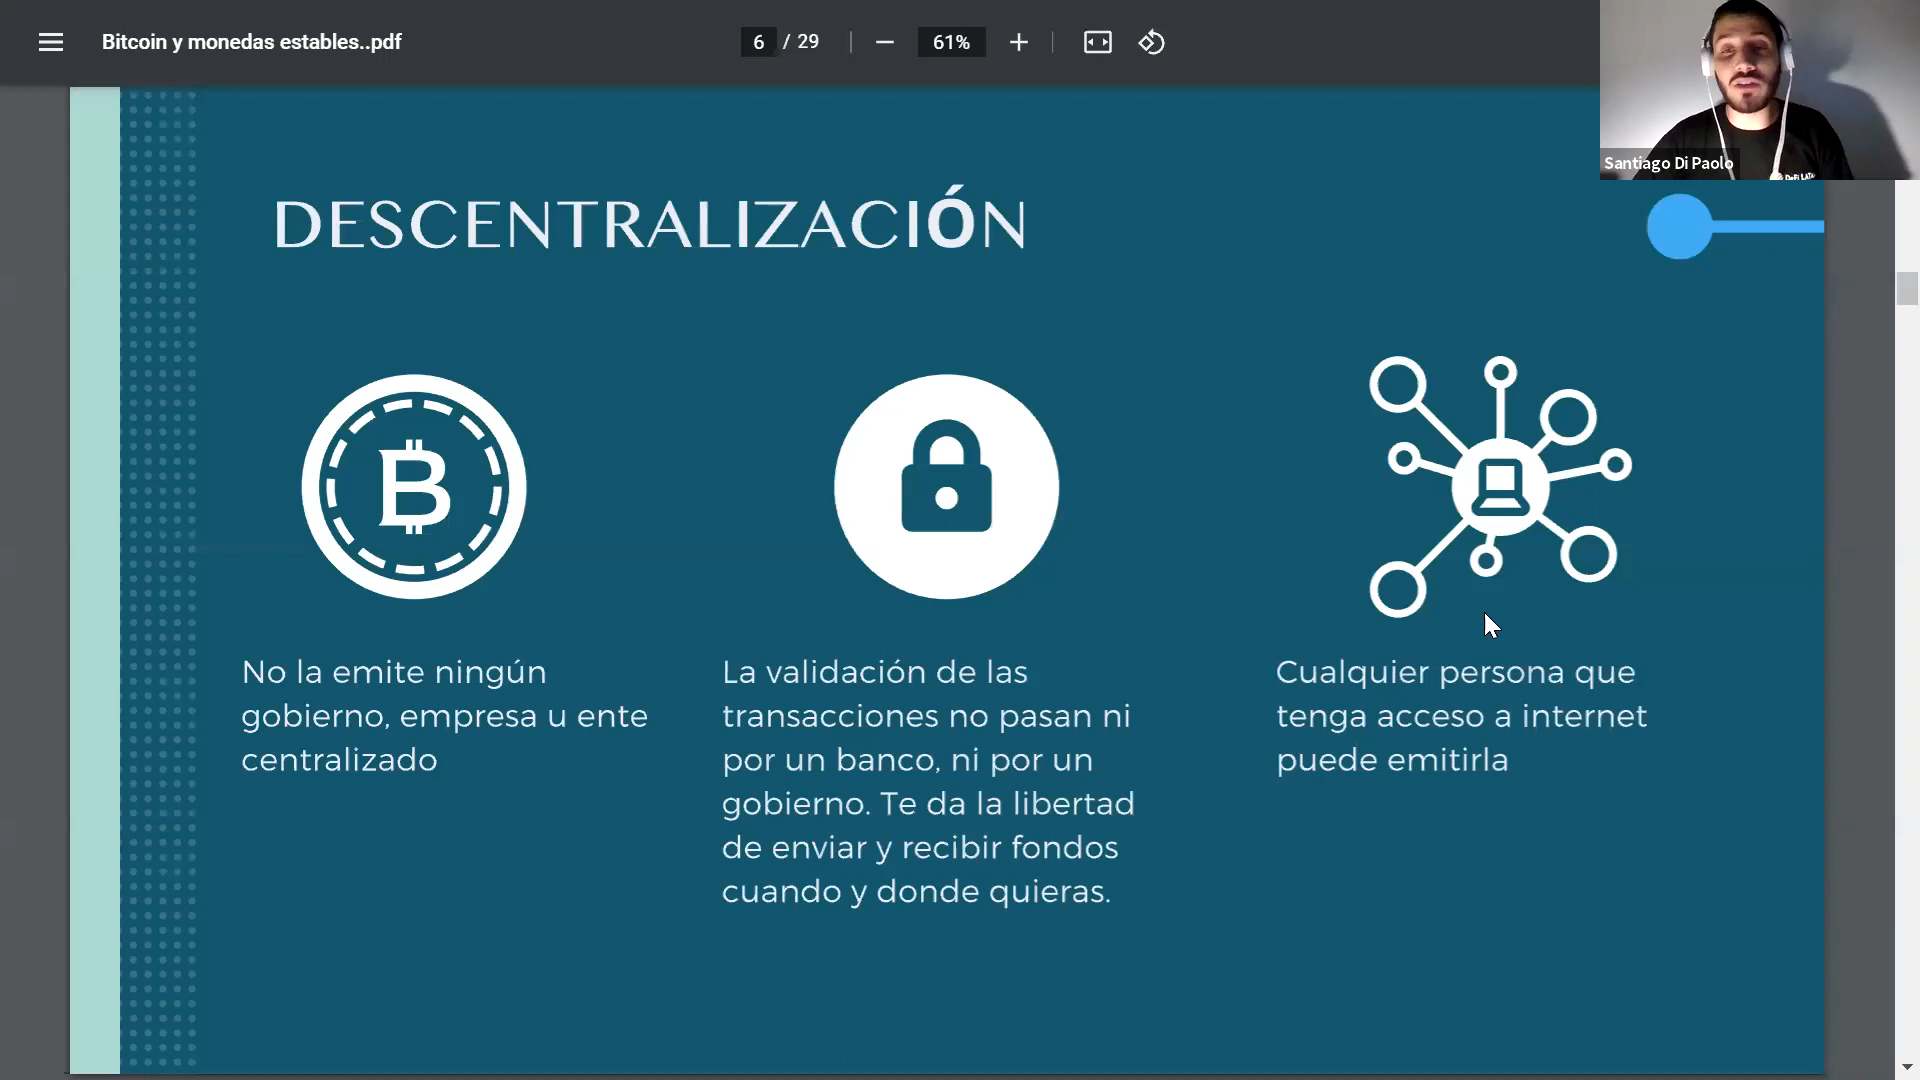 Bitcoin y monedas estables..pdf
6 / 29
61%
Santiago Di Paolo
DeFi LATAM
DESCENTRALIZACIÓN
No la emite ningún
gobierno, empresa u ente
centralizado
La validación de las
transacciones no pasan ni
por un banco, ni por un
gobierno. Te da la libertad
de enviar y recibir fondos
cuando y donde quieras.
Cualquier persona que
tenga acceso a internet
puede emitirla